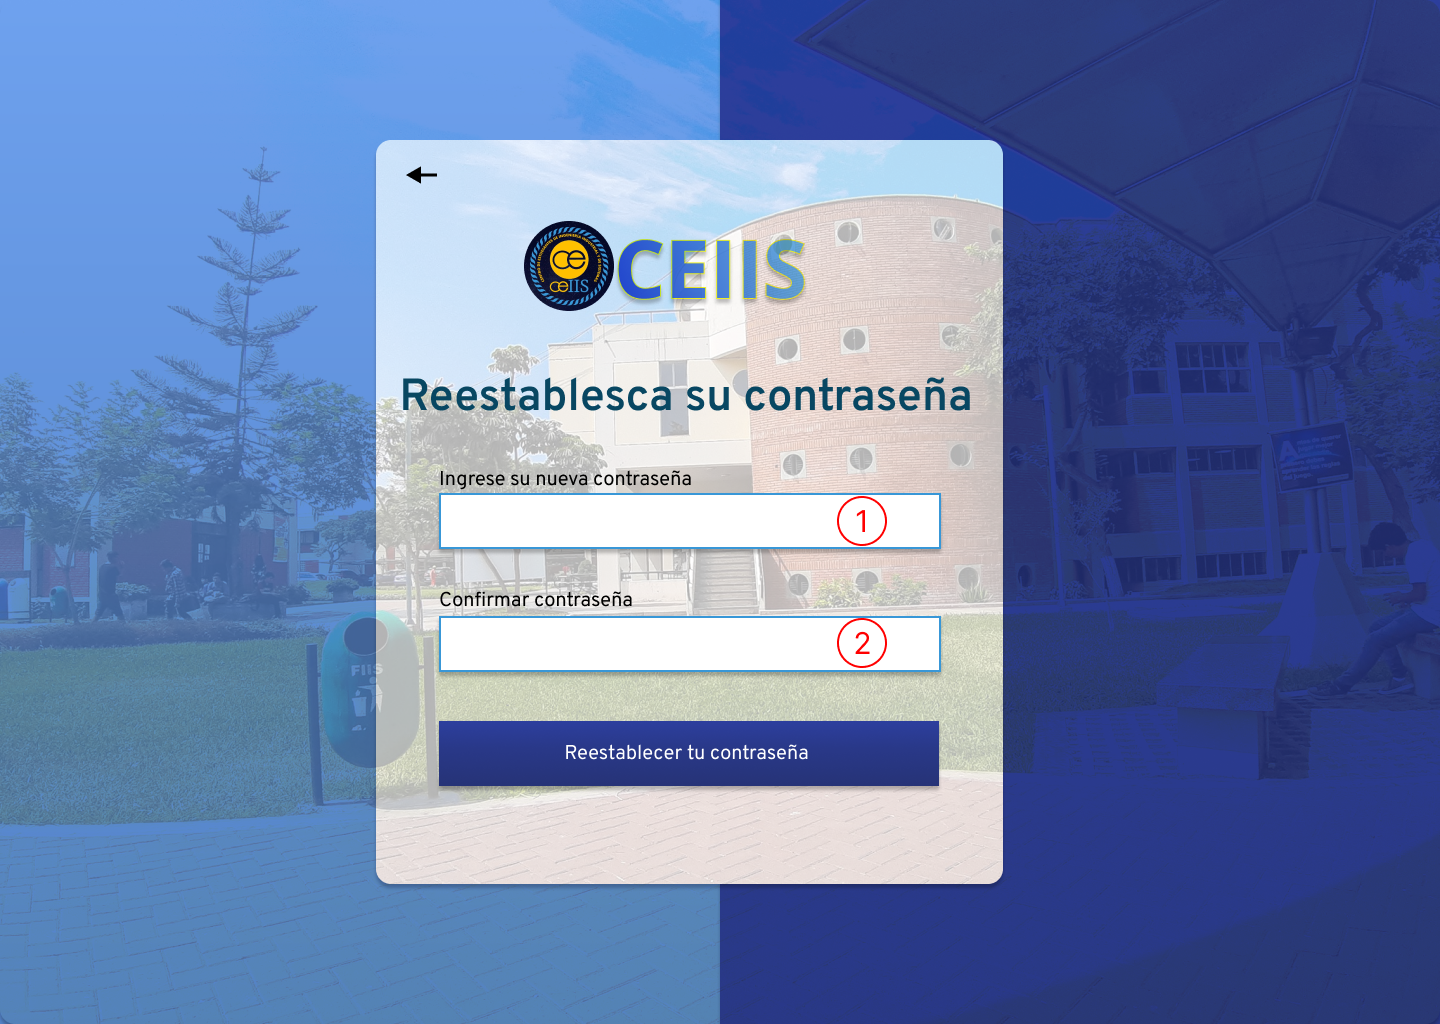 CEIIS
ce
ceIIS
Reestablesca su contraseña
Ingrese su nueva contraseña
1
Confirmar contraseña
2
FIIS
Reestablecer tu contraseña